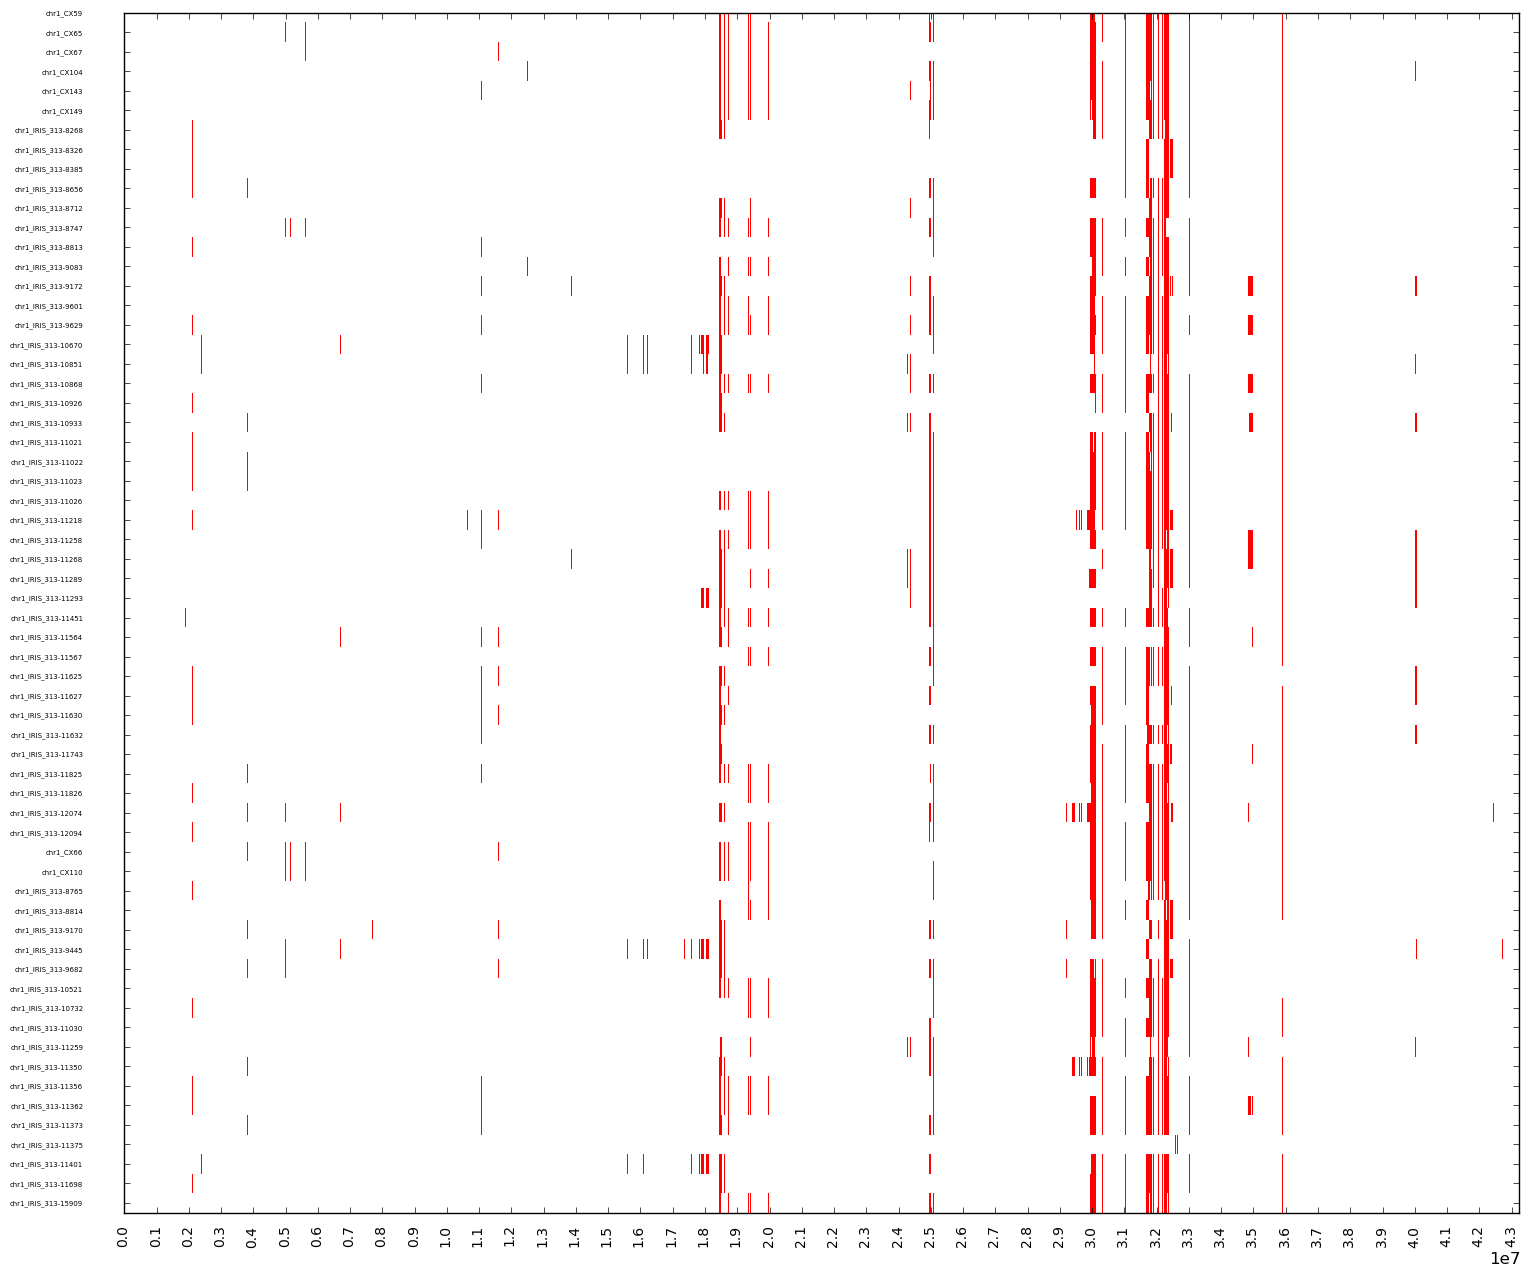 chr1_CX59
chr1_CX65
chr1_CX67
chr1_CX104
chr1_CX143
chr1_CX149
chr1_IRIS_313-8268
chr1_IRIS_313-8326
chr1_IRIS_313-8385
chr1_IRIS_313-8656
chr1_IRIS_313-8712
chr1_IRIS_313-8747
chr1_IRIS_313-8813
chr1_IRIS_313-9083
chr1_IRIS_313-9172
chr1_IRIS_313-9601
chr1_IRIS_313-9629
chr1_IRIS_313-10670
chr1_IRIS_313-10851
chr1_IRIS_313-10868
chr1_IRIS_313-10926
chr1_IRIS_313-10933
chr1_IRIS_313-11021
chr1_IRIS_313-11022
chr1_IRIS_313-11023
chr1_IRIS_313-11026
chr1_IRIS_313-11218
chr1_IRIS_313-11258
chr1_IRIS_313-11268
chr1_IRIS_313-11289
chr1_IRIS_313-11293
chr1_IRIS_313-11451
chr1_IRIS_313-11564
chr1_IRIS_313-11567
chr1_IRIS_313-11625
chr1_IRIS_313-11627
chr1_IRIS_313-11630
chr1_IRIS_313-11632
chr1_IRIS_313-11743
chr1_IRIS_313-11825
chr1_IRIS_313-11826
chr1_IRIS_313-12074
chr1_IRIS_313-12094
chr1_CX66
chr1_CX110
chr1_IRIS_313-8765
chr1_IRIS_313-8814
chr1_IRIS_313-9170
chr1_IRIS_313-9445
chr1_IRIS_313-9682
chr1_IRIS_313-10521
chr1_IRIS_313-10732
chr1_IRIS_313-11030
chr1_IRIS_313-11259
chr1_IRIS_313-11350
chr1_IRIS_313-11356
chr1_IRIS_313-11362
chr1_IRIS_313-11373
chr1_IRIS_313-11375
chr1_IRIS_313-11401
chr1_IRIS_313-11698
chr1_IRIS_313-15909
0.0 0.1 0.2 0.3 0.4 0.5 0.6 0.7 0.8 0.9 1.0 1.1 1.2 1.3 1.4 1.5 1.6 1.7 1.8 1.9 2.0 2.1 2.2 2.3 2.4 2.5 2.6 2.7 2.8 2.9 3.0 3.1 3.2 3.3 3.4 3.5 3.6 3.7 3.8 3.9 4.0 4.1 4.2 4.3
1e7